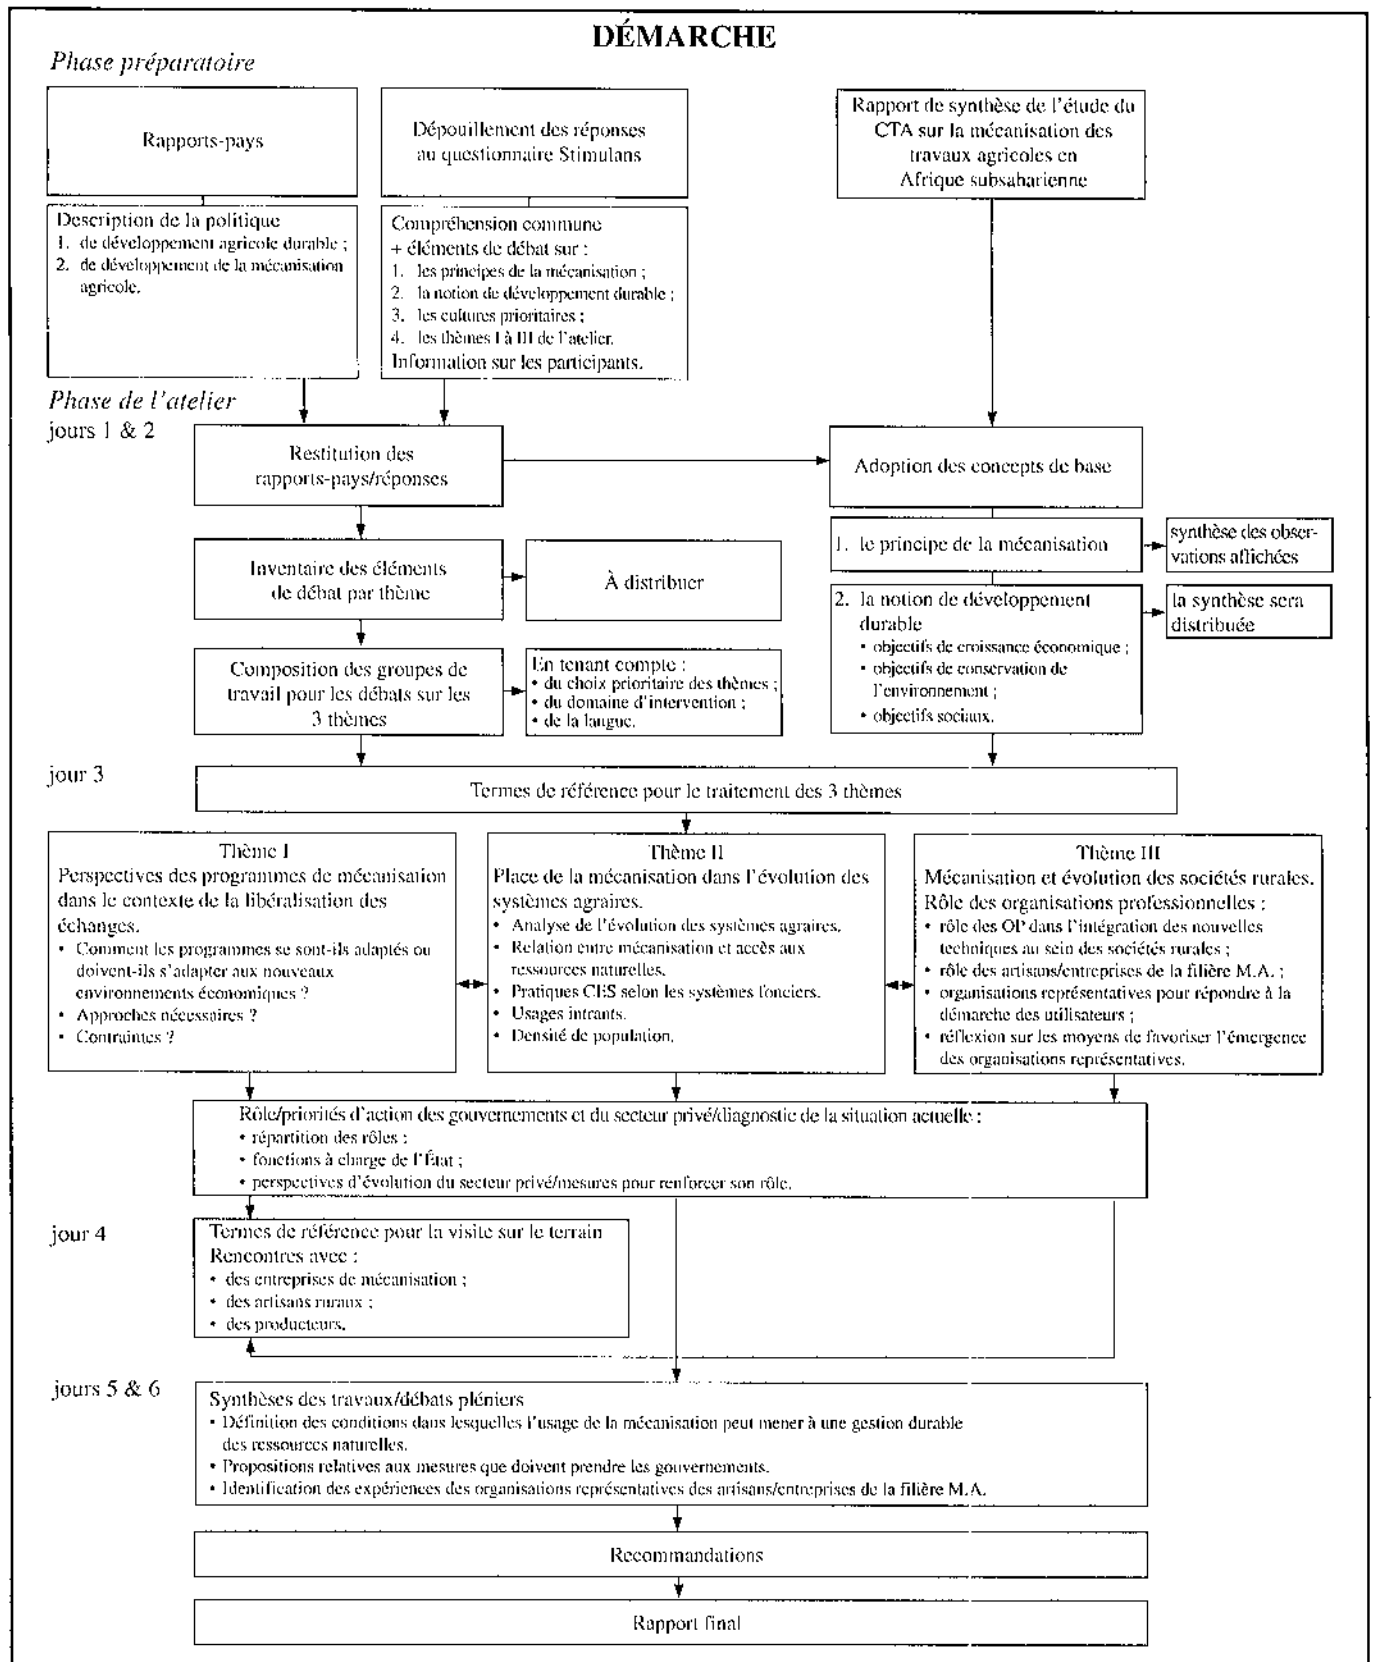 DÉMARCHE
Phase préparatoire
Rapports-pays
Dépouillement des réponses
au questionnaire Stimulans
Rapport de synthèse de l'étude du
CTA sur la mécanisation des
travaux agricoles en
Afrique subsaharienne
Description de la politique
1. de développement agricole durable ;
2. de développement de la mécanisation
agricole.
Compréhension commune
+ éléments de débat sur :
1. les principes de la mécanisation ;
2. la notion de développement durable ;
3. les cultures prioritaires ;
4. les thèmes I à III de l'atelier.
Information sur les participants.
Phase de l'atelier
jours 1 & 2
Restitution des
rapports-pays/réponses
Adoption des concepts de base
Inventaire des éléments
de débat par thème
À distribuer
1. le principe de la mécanisation
synthèse des obser-
vations affichées
2. la notion de développement
durable
• objectifs de croissance économique ;
• objectifs de conservation de
l'environnement ;
• objectifs sociaux.
la synthèse sera
distribuée
Composition des groupes de
travail pour les débats sur les
3 thèmes
En tenant compte :
• du choix prioritaire des thèmes ;
• du domaine d'intervention ;
• de la langue.
jour 3
Termes de référence pour le traitement des 3 thèmes
Thème I
Perspectives des programmes de mécanisation
dans le contexte de la libéralisation des
échanges.
• Comment les programmes se sont-ils adaptés ou
doivent-ils s'adapter aux nouveaux
environnements économiques ?
• Approches nécessaires ?
• Contraintes ?
Thème II
Place de la mécanisation dans l'évolution des
systèmes agraires.
• Analyse de l'évolution des systèmes agraires.
• Relation entre mécanisation et accès aux
ressources naturelles.
• Pratiques CES selon les systèmes fonciers.
• Usages intrants.
• Densité de population.
Thème III
Mécanisation et évolution des sociétés rurales.
Rôle des organisations professionnelles :
• rôle des OP dans l'intégration des nouvelles
techniques au sein des sociétés rurales ;
• rôle des artisans/entreprises de la filière M.A. ;
• organisations représentatives pour répondre à la
démarche des utilisateurs ;
• réflexion sur les moyens de favoriser l'émergence
des organisations représentatives.
Rôle/priorités d'action des gouvernements et du secteur privé/diagnostic de la situation actuelle :
• répartition des rôles :
• fonctions à charge de l'État ;
• perspectives d'évolution du secteur privé/mesures pour renforcer son rôle.
jour 4
Termes de référence pour la visite sur le terrain
Rencontres avec :
• des entreprises de mécanisation ;
• des artisans ruraux ;
• des producteurs.
jours 5 & 6
Synthèses des travaux/débats pléniers
• Définition des conditions dans lesquelles l'usage de la mécanisation peut mener à une gestion durable
des ressources naturelles.
• Propositions relatives aux mesures que doivent prendre les gouvernements.
• Identification des expériences des organisations représentatives des artisans/entreprises de la filière M.A.
Recommandations
Rapport final